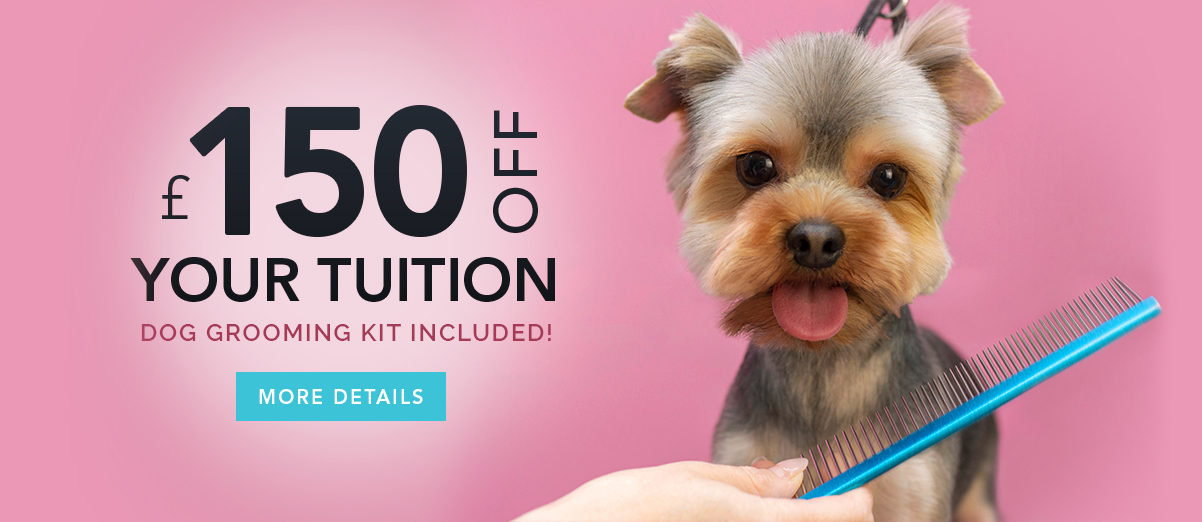 £150 OFF
YOUR TUITION
DOG GROOMING KIT INCLUDED!
MORE DETAILS